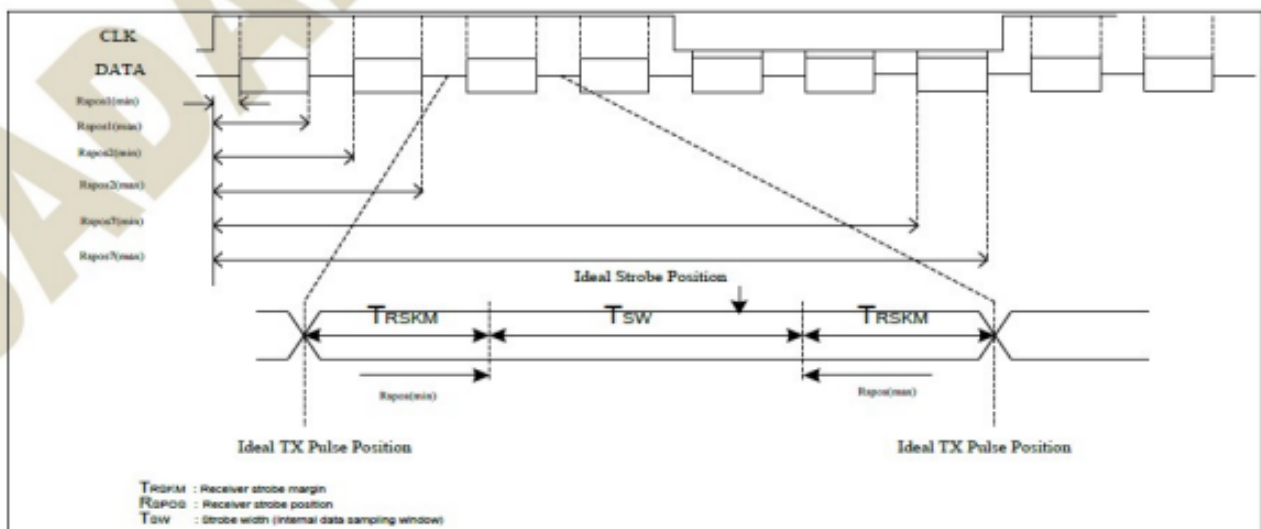 CLK
DATA
Rspos1(min)
Rspos1(max)
Rspos2(min)
Rspos2(max)
Rspos7(min)
Rspos7(max)
Ideal Strobe Position
TRSKM TSW TRSKM
Rspos(min) Rspos(max)
Ideal TX Pulse Position Ideal TX Pulse Position
TRSKM : Receiver strobe margin
RSPOS : Receiver strobe position
TSW : Strobe width (internal data sampling window)